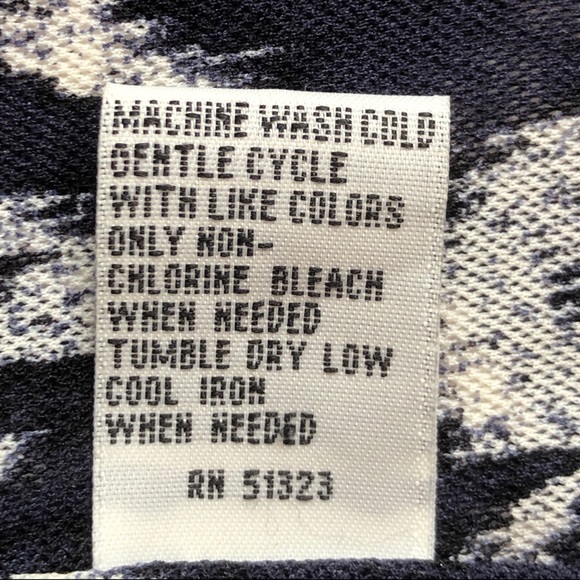 MACHINE WASH COLD
GENTLE CYCLE
WITH LIKE COLORS
ONLY NON-
CHLORINE BLEACH
WHEN NEEDED
TUMBLE DRY LOW
COOL IRON
WHEN NEEDED
RN 51323